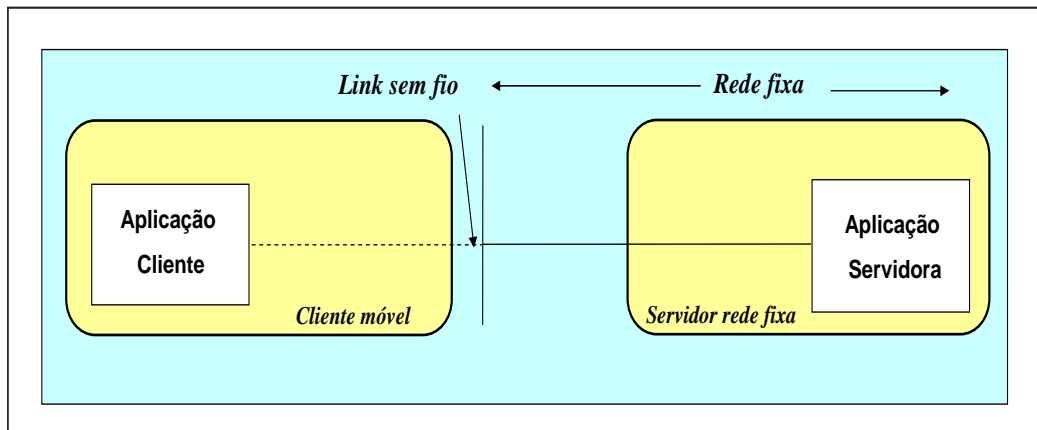 Link sem fio
Rede fixa
Aplicação
Cliente
Cliente móvel
Aplicação
Servidora
Servidor rede fixa